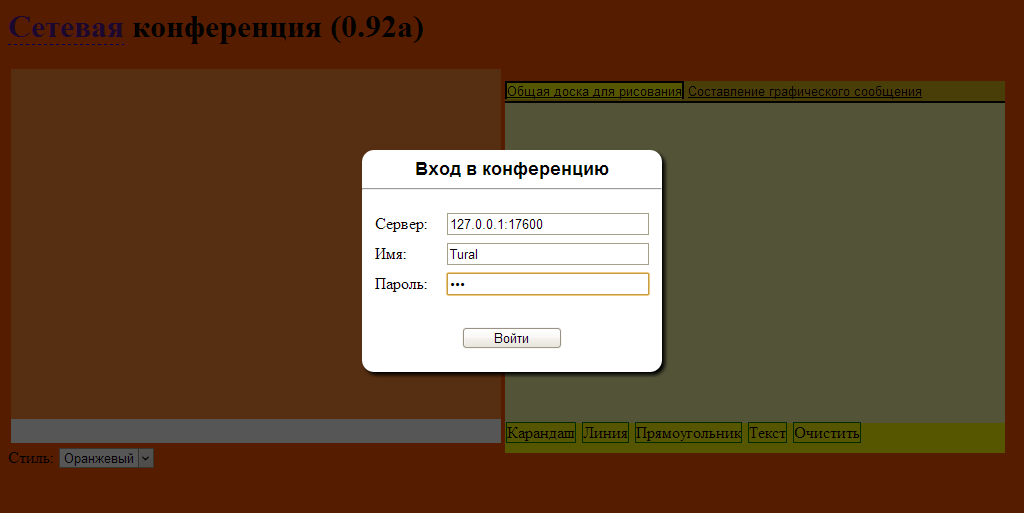 Сетевая конференция (0.92a)
Общая доска для рисования Составление графического сообщения
Вход в конференцию
Сервер: 127.0.0.1:17600
Имя: Tural
Пароль: •••
Войти
Карандаш Линия Прямоугольник Текст Очистить
Стиль: Оранжевый